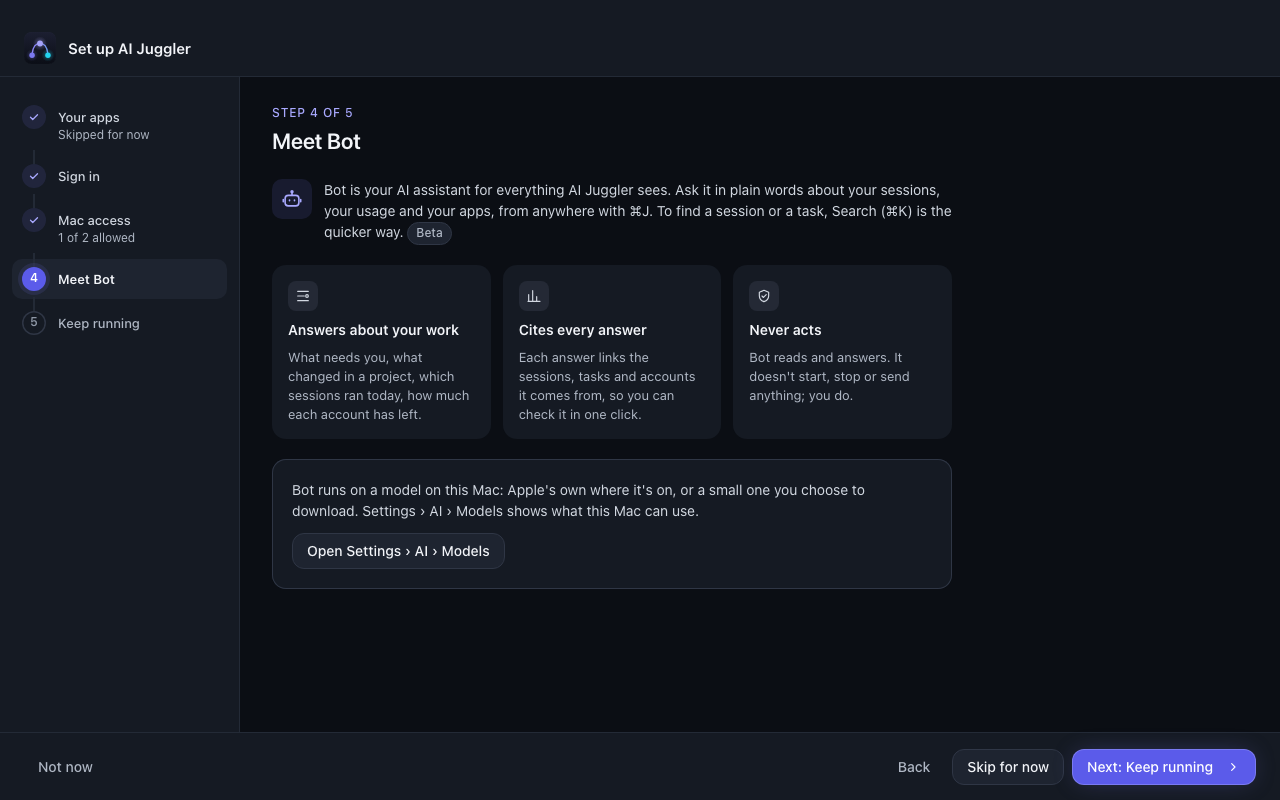 Set up AI Juggler
Your apps
Skipped for now
Sign in
Mac access
1 of 2 allowed
4
Meet Bot
5
Keep running
STEP 4 OF 5
Meet Bot
Bot is your AI assistant for everything AI Juggler sees. Ask it in plain words about your sessions,
your usage and your apps, from anywhere with ⌘J. To find a session or a task, Search (⌘K) is the
quicker way. Beta
Answers about your work
What needs you, what
changed in a project, which
sessions ran today, how much
each account has left.
Cites every answer
Each answer links the
sessions, tasks and accounts
it comes from, so you can
check it in one click.
Never acts
Bot reads and answers. It
doesn't start, stop or send
anything; you do.
Bot runs on a model on this Mac: Apple's own where it's on, or a small one you choose to
download. Settings › AI › Models shows what this Mac can use.
Open Settings › AI › Models
Not now
Back
Skip for now
Next: Keep running